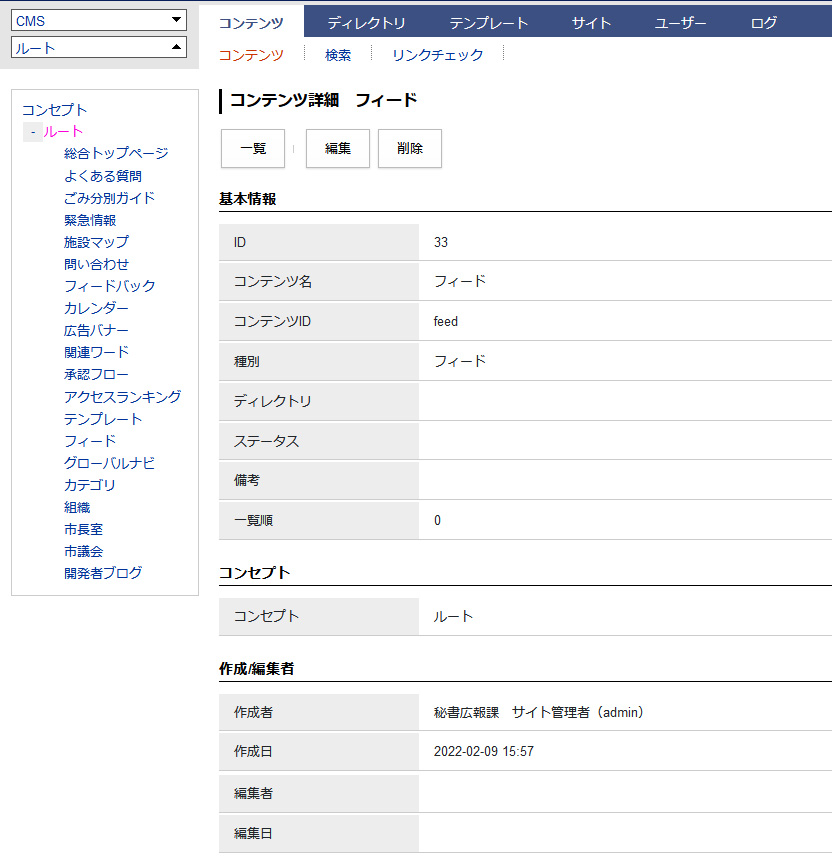 CMS
ルート
コンテンツ ディレクトリ テンプレート サイト ユーザー ログ
コンテンツ 検索 リンクチェック
コンセプト
- ルート
総合トップページ
よくある質問
ごみ分別ガイド
緊急情報
施設マップ
問い合わせ
フィードバック
カレンダー
広告バナー
関連ワード
承認フロー
アクセスランキング
テンプレート
フィード
グローバルナビ
カテゴリ
組織
市長室
市議会
開発者ブログ
コンテンツ詳細　フィード
一覧 編集 削除
基本情報
ID 33
コンテンツ名 フィード
コンテンツID feed
種別 フィード
ディレクトリ
ステータス
備考
一覧順 0
コンセプト
コンセプト ルート
作成/編集者
作成者 秘書広報課　サイト管理者（admin）
作成日 2022-02-09 15:57
編集者
編集日